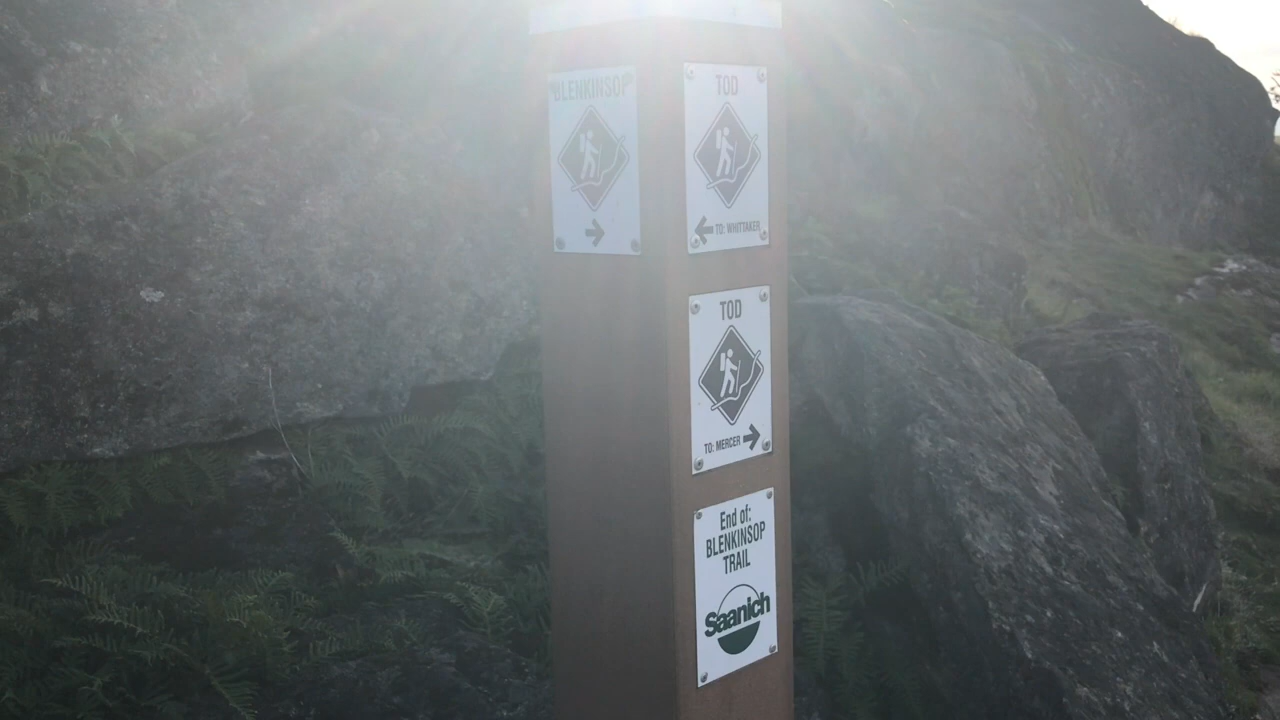 BLENKINSOP
TOD
TO: WHITTAKER
TOD
TO: MERCER
End of:
BLENKINSOP
TRAIL
Saanich